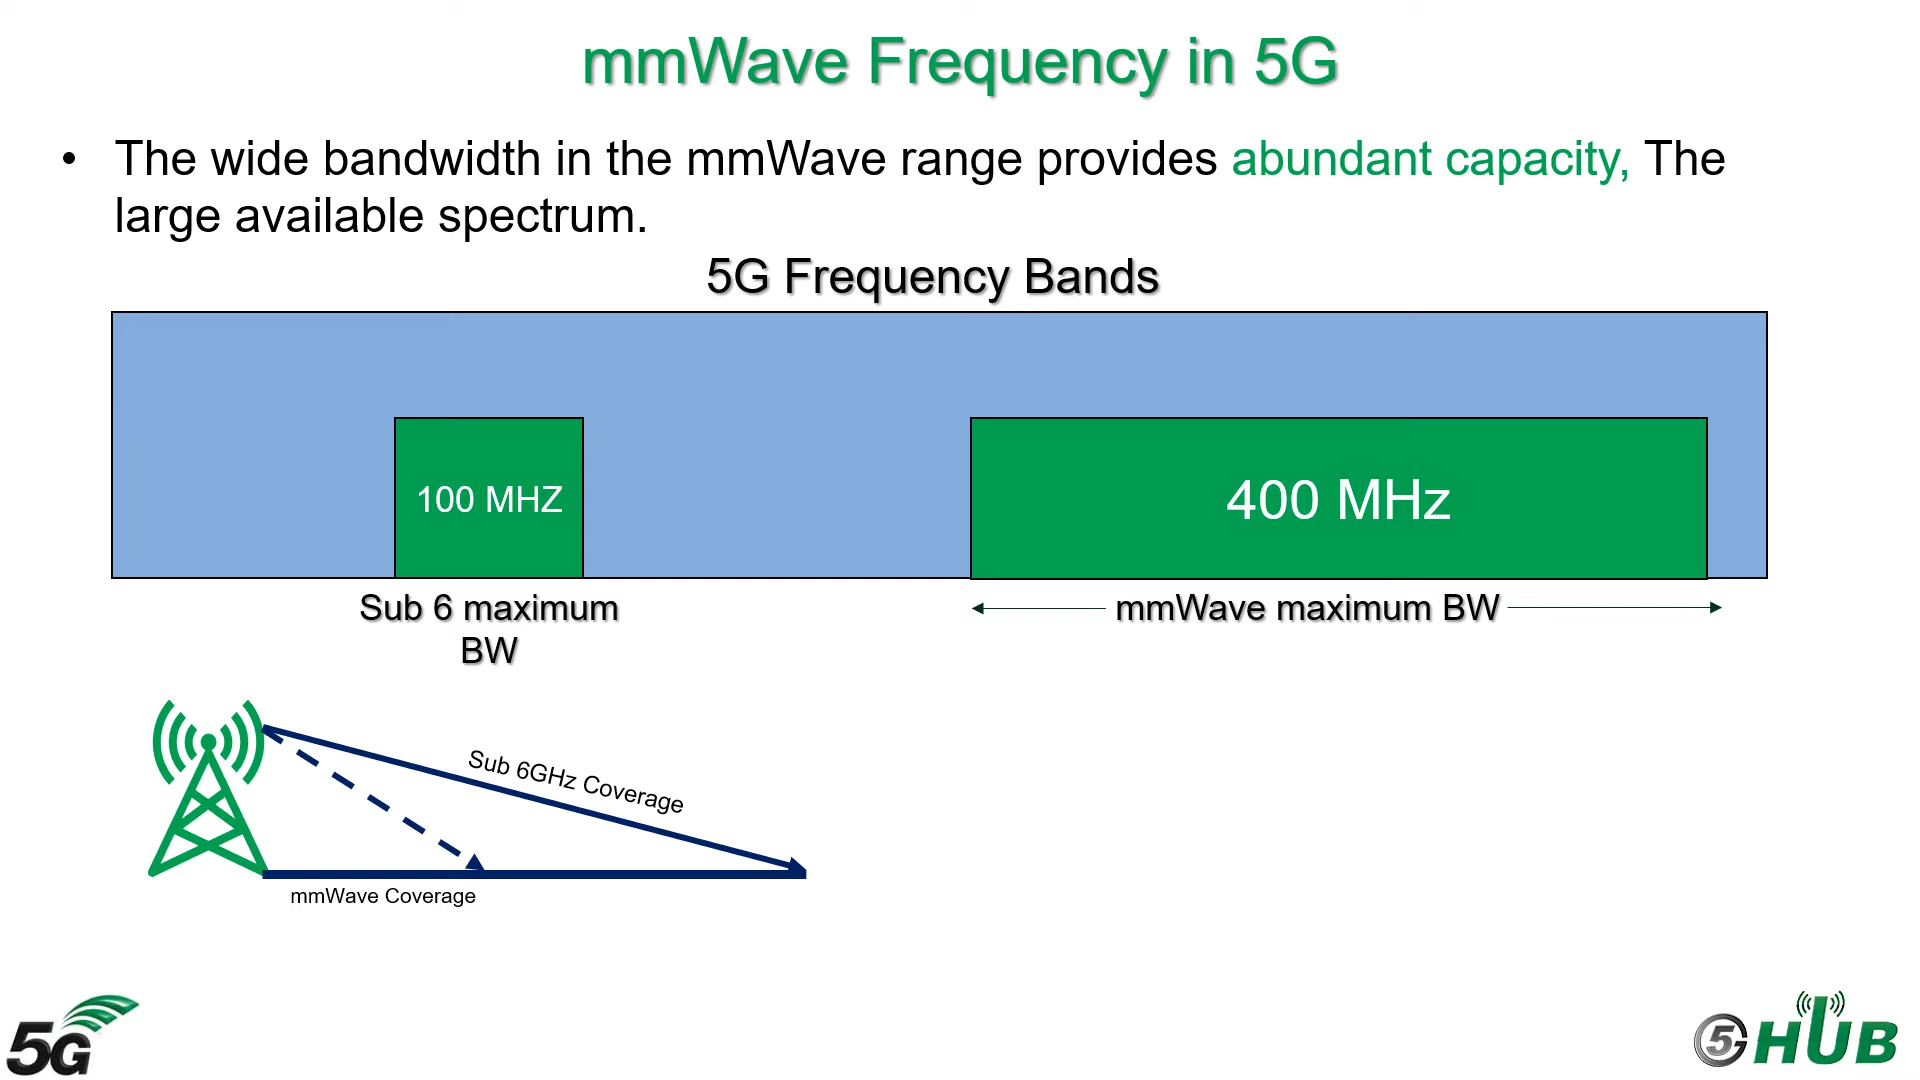 mmWave Frequency in 5G
• The wide bandwidth in the mmWave range provides abundant capacity, The
large available spectrum.
5G Frequency Bands
100 MHZ
400 MHz
Sub 6 maximum
BW
mmWave maximum BW
Sub 6GHz Coverage
mmWave Coverage
5G
5G HUB